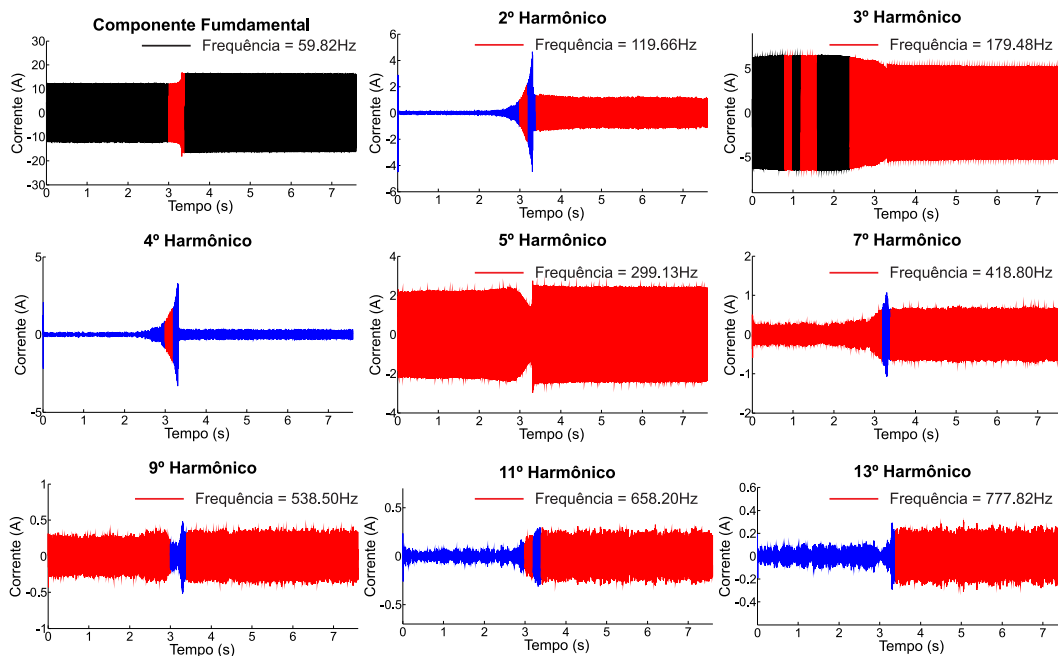 Componente Fumdamental
Frequência = 59.82Hz
Corrente (A)
30
20
10
0
-10
-20
-30
0 1 2 3 4 5 6 7
Tempo (s)
2º Harmônico
Frequência = 119.66Hz
Corrente (A)
6
4
2
0
-2
-4
-6
0 1 2 3 4 5 6 7
Tempo (s)
3º Harmônico
Frequência = 179.48Hz
Corrente (A)
5
0
-5
0 1 2 3 4 5 6 7
Tempo (s)
4º Harmônico
Corrente (A)
5
0
-5
0 1 2 3 4 5 6 7
Tempo (s)
5º Harmônico
Frequência = 299.13Hz
Corrente (A)
4
2
0
-2
-4
0 1 2 3 4 5 6 7
Tempo (s)
7º Harmônico
Frequência = 418.80Hz
Corrente (A)
2
1
0
-1
-2
0 1 2 3 4 5 6 7
Tempo (s)
9º Harmônico
Frequência = 538.50Hz
Corrente (A)
1
0.5
0
-0.5
-1
0 1 2 3 4 5 6 7
Tempo (s)
11º Harmônico
Frequência = 658.20Hz
Corrente (A)
0.5
0
-0.5
0 1 2 3 4 5 6 7
Tempo (s)
13º Harmônico
Frequência = 777.82Hz
Corrente (A)
0.6
0.4
0.2
0
-0.2
-0.4
0 1 2 3 4 5 6 7
Tempo (s)